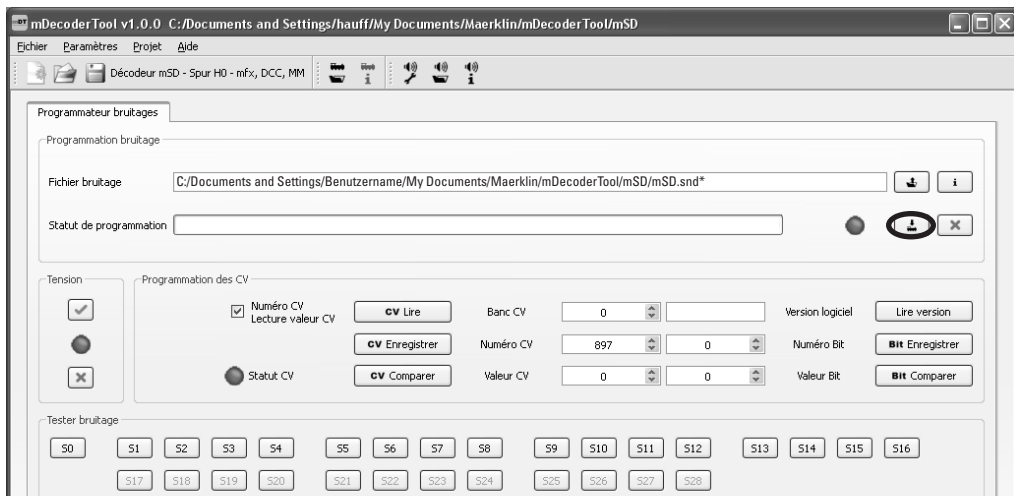 mDecoderTool v1.0.0 C:/Documents and Settings/hauff/My Documents/Maerklin/mDecoderTool/mSD
Fichier Paramètres Projet Aide
Décodeur mSD - Spur H0 - mfx, DCC, MM
Programmateur bruitages
Programmation bruitage
Fichier bruitage C:/Documents and Settings/Benutzername/My Documents/Maerklin/mDecoderTool/mSD/mSD.snd* i
Statut de programmation
Tension Programmation des CV
Numéro CV
Lecture valeur CV CV Lire Banc CV 0 Version logiciel Lire version
CV Enregistrer Numéro CV 897 0 Numéro Bit Bit Enregistrer
Statut CV CV Comparer Valeur CV 0 0 Valeur Bit Bit Comparer
Tester bruitage
S0 S1 S2 S3 S4 S5 S6 S7 S8 S9 S10 S11 S12 S13 S14 S15 S16
S17 S18 S19 S20 S21 S22 S23 S24 S25 S26 S27 S28